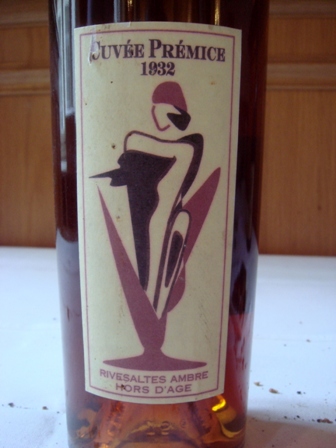 CUVÉE PRÉMICE
1932
RIVESALTES AMBRE
HORS D'AGE